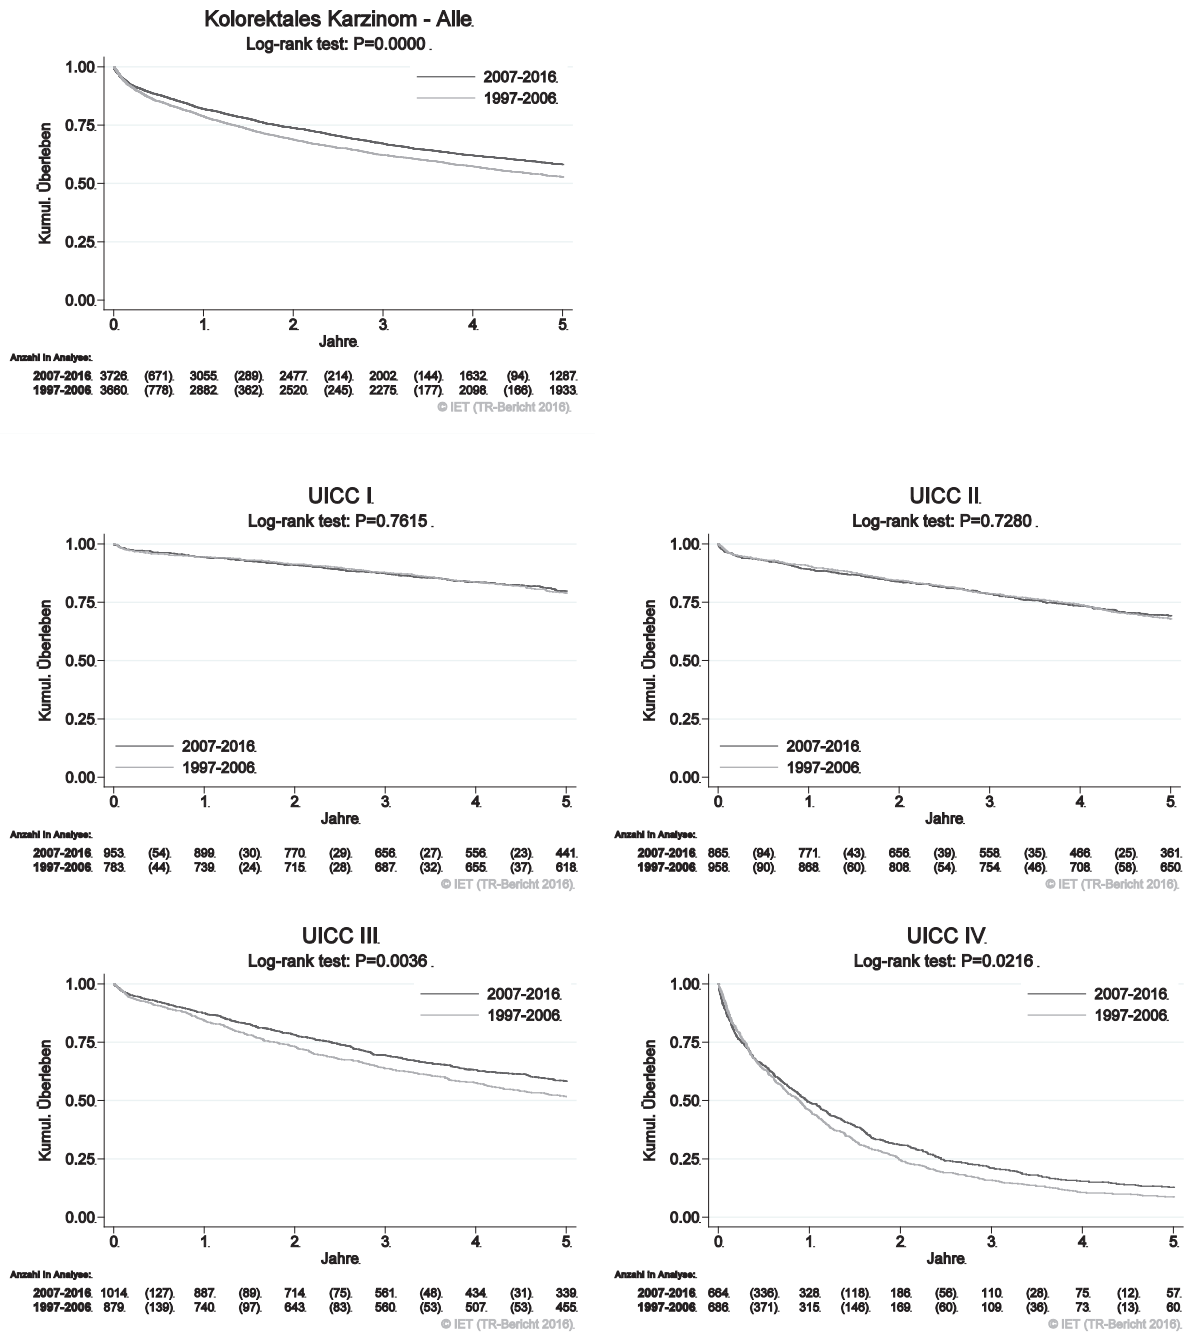 Kolorektales Karzinom - Alle.
Log-rank test: P=0.0000 .
1.00.
0.75.
0.50.
0.25.
0.00.
Kumul. Überleben
2007-2016.
1997-2006.
0. 1. 2. 3. 4. 5.
Jahre.
Anzahl in Analyse:.
2007-2016. 3726. (671). 3055. (289). 2477. (214). 2002. (144). 1632. (94). 1287.
1997-2006. 3660. (778). 2882. (362). 2520. (245). 2275. (177). 2098. (166). 1933.
© IET (TR-Bericht 2016).
UICC I.
Log-rank test: P=0.7615 .
1.00.
0.75.
0.50.
0.25.
0.00.
Kumul. Überleben
2007-2016.
1997-2006.
0. 1. 2. 3. 4. 5.
Jahre.
Anzahl in Analyse:.
2007-2016. 953. (54). 899. (30). 770. (29). 656. (27). 556. (23). 441.
1997-2006. 783. (44). 739. (24). 715. (28). 687. (32). 655. (37). 618.
© IET (TR-Bericht 2016).
UICC II.
Log-rank test: P=0.7280 .
1.00.
0.75.
0.50.
0.25.
0.00.
Kumul. Überleben
2007-2016.
1997-2006.
0. 1. 2. 3. 4. 5.
Jahre.
Anzahl in Analyse:.
2007-2016. 865. (94). 771. (43). 656. (39). 558. (35). 466. (25). 361.
1997-2006. 958. (90). 868. (60). 808. (54). 754. (46). 708. (58). 650.
© IET (TR-Bericht 2016).
UICC III.
Log-rank test: P=0.0036 .
1.00.
0.75.
0.50.
0.25.
0.00.
Kumul. Überleben
2007-2016.
1997-2006.
0. 1. 2. 3. 4. 5.
Jahre.
Anzahl in Analyse:.
2007-2016. 1014. (127). 887. (89). 714. (75). 561. (48). 434. (31). 339.
1997-2006. 879. (139). 740. (97). 643. (83). 560. (53). 507. (53). 455.
© IET (TR-Bericht 2016).
UICC IV.
Log-rank test: P=0.0216 .
1.00.
0.75.
0.50.
0.25.
0.00.
Kumul. Überleben
2007-2016.
1997-2006.
0. 1. 2. 3. 4. 5.
Jahre.
Anzahl in Analyse:.
2007-2016. 664. (336). 328. (118). 186. (56). 110. (28). 75. (12). 57.
1997-2006. 686. (371). 315. (146). 169. (60). 109. (36). 73. (13). 60.
© IET (TR-Bericht 2016).